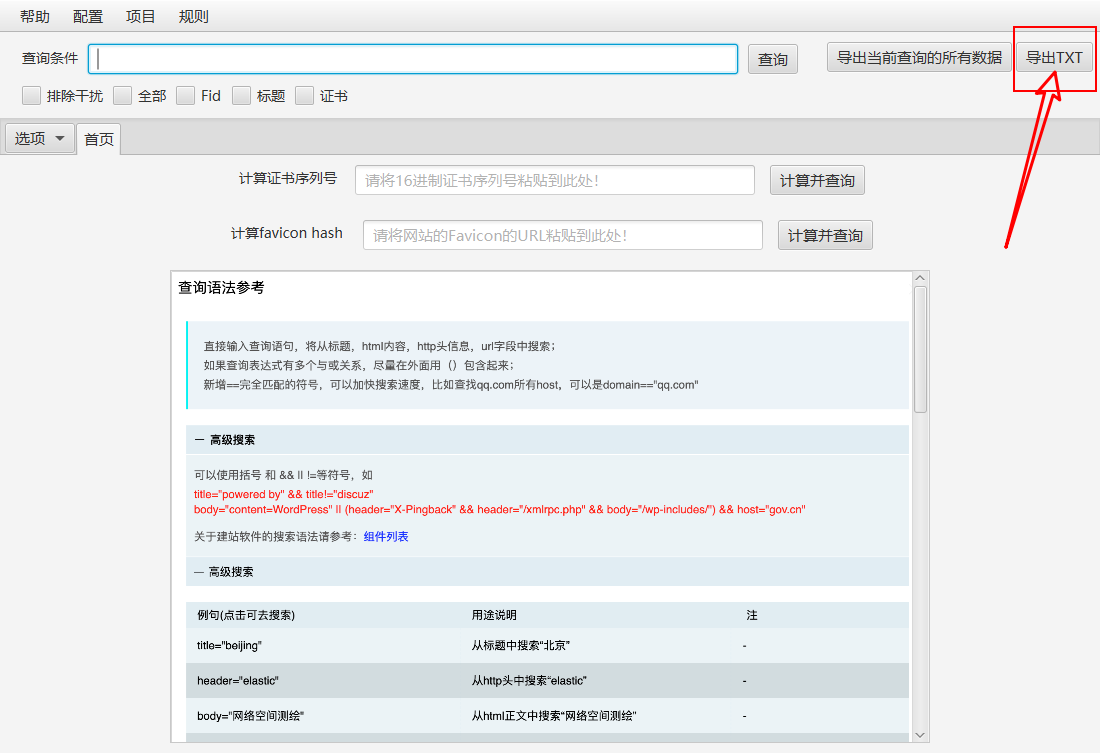 帮助 配置 项目 规则
查询条件 查询 导出当前查询的所有数据 导出TXT
排除干扰 全部 Fid 标题 证书
选项 首页
计算证书序列号 请将16进制证书序列号粘贴到此处! 计算并查询
计算favicon hash 请将网站的Favicon的URL粘贴到此处! 计算并查询
查询语法参考
直接输入查询语句，将从标题，html内容，http头信息，url字段中搜索；
如果查询表达式有多个与或关系，尽量在外面用（）包含起来；
新增==完全匹配的符号，可以加快搜索速度，比如查找qq.com所有host，可以是domain=="qq.com"
— 高级搜索
可以使用括号 和 && || !=等符号，如
title="powered by" && title!="discuz"
body="content=WordPress" || (header="X-Pingback" && header="/xmlrpc.php" && body="/wp-includes/") && host="gov.cn"
关于建站软件的搜索语法请参考：组件列表
— 高级搜索
例句(点击可去搜索) 用途说明 注
title="beijing" 从标题中搜索“北京” -
header="elastic" 从http头中搜索“elastic” -
body="网络空间测绘" 从html正文中搜索“网络空间测绘” -